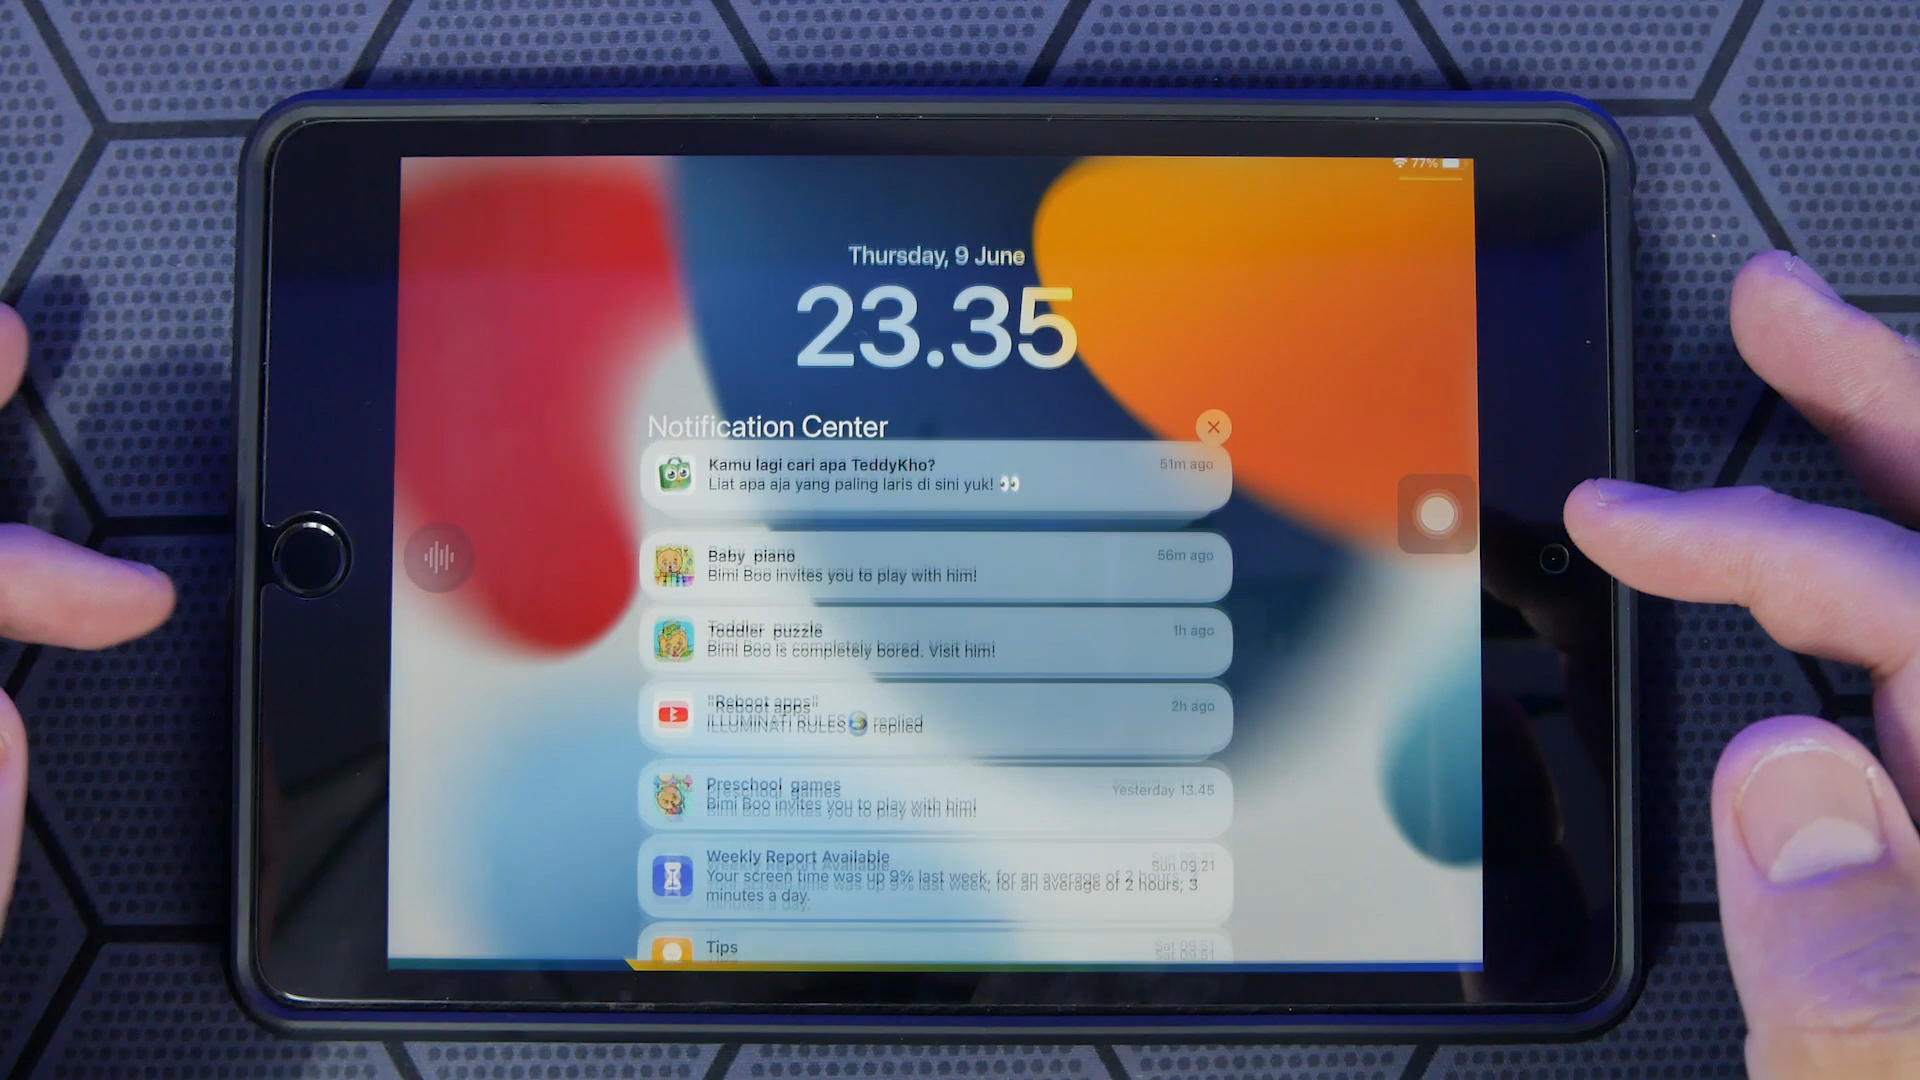 77%
Thursday, 9 June
23.35
Notification Center
Kamu lagi cari apa TeddyKho?
51m ago
Liat apa aja yang paling laris di sini yuk! 👀
Baby piano
56m ago
Bimi Boo invites you to play with him!
Toddler puzzle
1h ago
Bimi Boo is completely bored. Visit him!
"Reboot apps"
2h ago
ILLUMINATI RULES replied
Preschool games
Yesterday 13.45
Bimi Boo invites you to play with him!
Weekly Report Available
Sun 09.21
Your screen time was up 9% last week, for an average of 2 hours, 3
minutes a day.
Tips
Sat 09.51